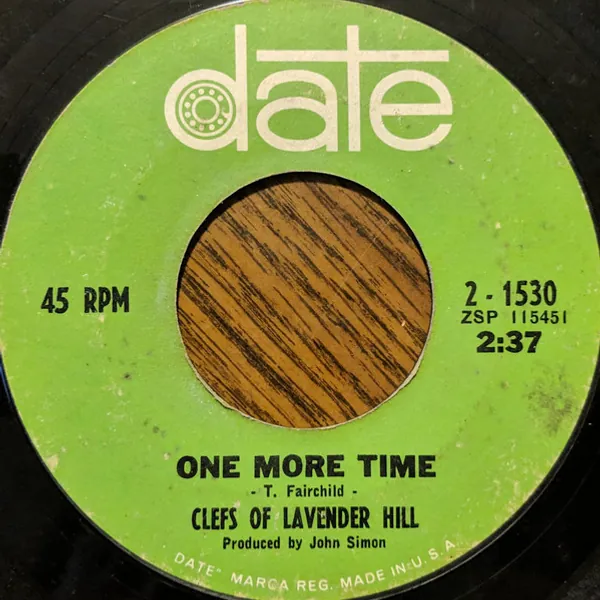 date
45 RPM
2 - 1530
ZSP 115451
2:37
ONE MORE TIME
- T. Fairchild -
CLEFS OF LAVENDER HILL
Produced by John Simon
DATE" MARCA REG. MADE IN U.S.A.